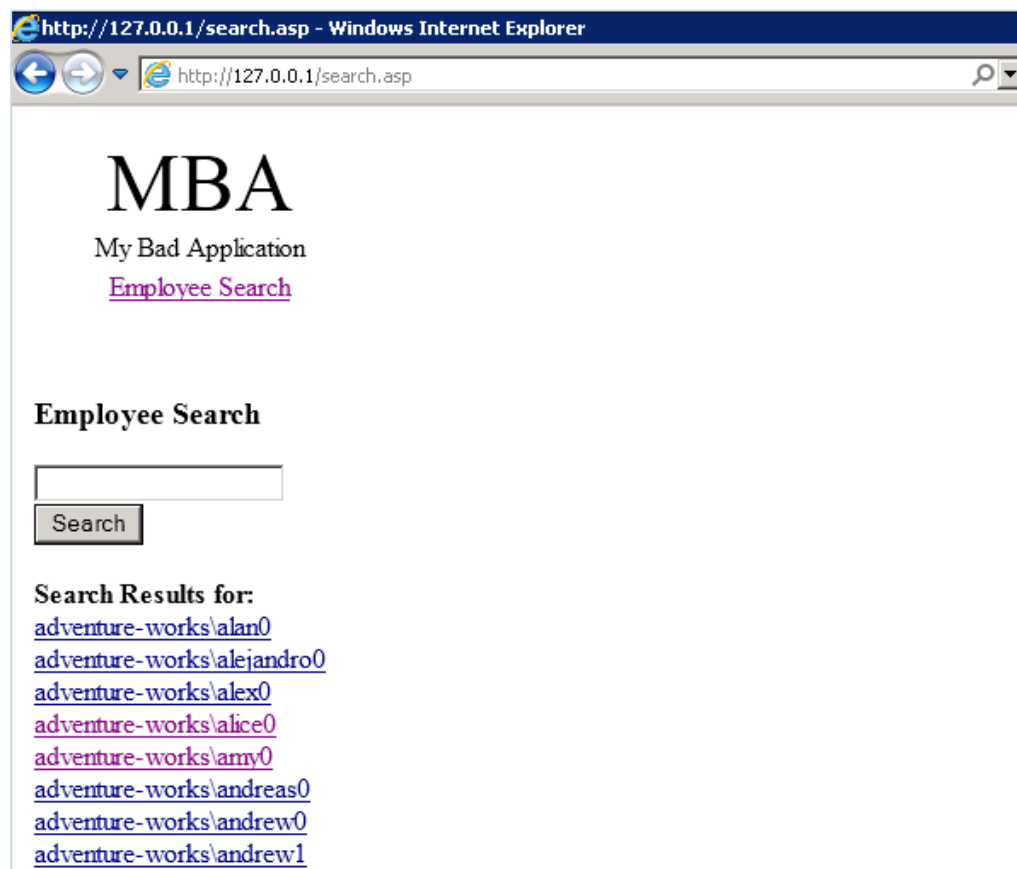 http://127.0.0.1/search.asp - Windows Internet Explorer
http://127.0.0.1/search.asp
MBA
My Bad Application
Employee Search
Employee Search
Search
Search Results for:
adventure-works\alan0
adventure-works\alejandro0
adventure-works\alex0
adventure-works\alice0
adventure-works\amy0
adventure-works\andreas0
adventure-works\andrew0
adventure-works\andrew1